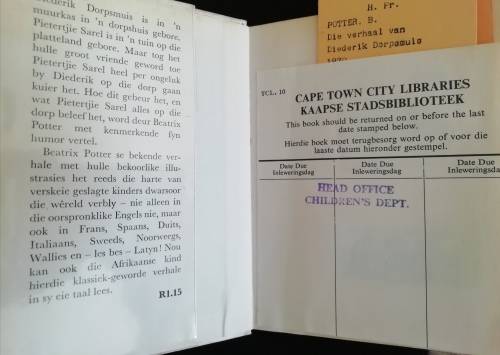 Diederik Dorpsmuis is in 'n
muurkas in 'n dorpshuis gebore.
Pietertjie Sarel is in 'n tuin op die
platteland gebore. Maar tog het
hulle groot vriende geword toe
Pietertjie Sarel heel per ongeluk
by Diederik op die dorp gaan
kuier het. Hoe dit gebeur het, en
wat Pietertjie Sarel alles op die
dorp beleef het, word deur Beatrix
Potter met kenmerkende fyn
humor vertel.
Beatrix Potter se bekende ver-
hale met hulle bekoorlike illu-
strasies het reeds die harte van
verskeie geslagte kinders dwarsoor
die wêreld verbly – nie alleen in
die oorspronklike Engels nie, maar
ook in Frans, Spaans, Duits,
Italiaans, Sweeds, Noorweegs,
Wallies en – les bes – Latyn! Nou
kan ook die Afrikaanse kind
hierdie klassiek-geworde verhale
in sy eie taal lees.
R1.15
H. Fr.
POTTER. B.
Die verhaal van
Diederik Dorpsmuis
TCL. 10
CAPE TOWN CITY LIBRARIES
KAAPSE STADSBIBLIOTEEK
This book should be returned on or before the last
date stamped below.
Hierdie boek moet terugbesorg word op of voor die
laaste datum hieronder gestempel.
Date Due
Inleweringsdag
Date Due
Inleweringsdag
Date Due
Inleweringsdag
HEAD OFFICE
CHILDREN'S DEPT.